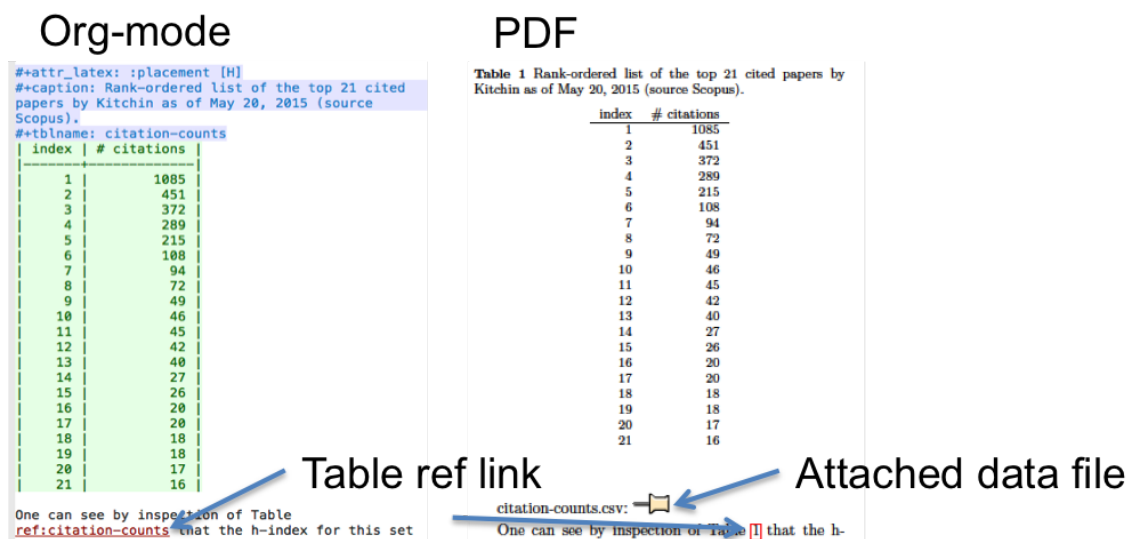 Org-mode
#+attr_latex: :placement [H]
#+caption: Rank-ordered list of the top 21 cited
papers by Kitchin as of May 20, 2015 (source
Scopus).
#+tblname: citation-counts
| index | # citations |
|-------+-------------|
| 1 | 1085 |
| 2 | 451 |
| 3 | 372 |
| 4 | 289 |
| 5 | 215 |
| 6 | 108 |
| 7 | 94 |
| 8 | 72 |
| 9 | 49 |
| 10 | 46 |
| 11 | 45 |
| 12 | 42 |
| 13 | 40 |
| 14 | 27 |
| 15 | 26 |
| 16 | 20 |
| 17 | 20 |
| 18 | 18 |
| 19 | 18 |
| 20 | 17 |
| 21 | 16 |
One can see by inspection of Table
ref:citation-counts that the h-index for this set
Table ref link
PDF
Table 1 Rank-ordered list of the top 21 cited papers by
Kitchin as of May 20, 2015 (source Scopus).
index # citations
1 1085
2 451
3 372
4 289
5 215
6 108
7 94
8 72
9 49
10 46
11 45
12 42
13 40
14 27
15 26
16 20
17 20
18 18
19 18
20 17
21 16
Attached data file
citation-counts.csv:
One can see by inspection of Table 1 that the h-